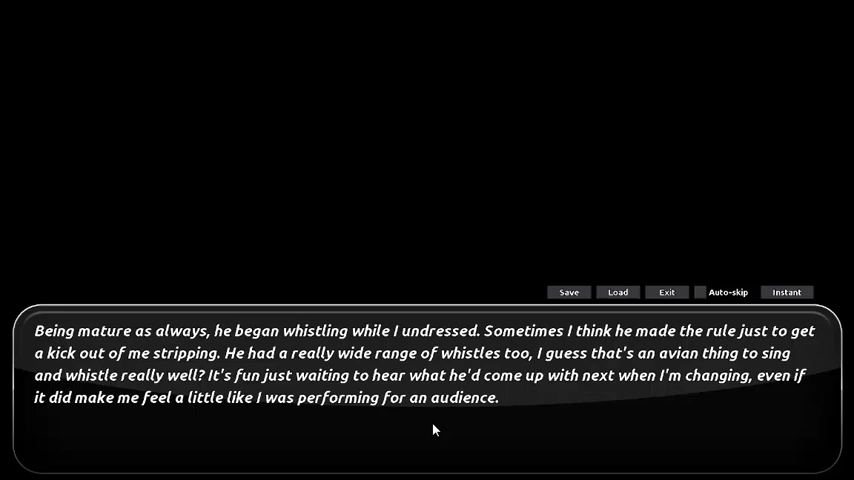 Save Load Exit Auto-skip Instant
Being mature as always, he began whistling while I undressed. Sometimes I think he made the rule just to get
a kick out of me stripping. He had a really wide range of whistles too, I guess that's an avian thing to sing
and whistle really well? It's fun just waiting to hear what he'd come up with next when I'm changing, even if
it did make me feel a little like I was performing for an audience.